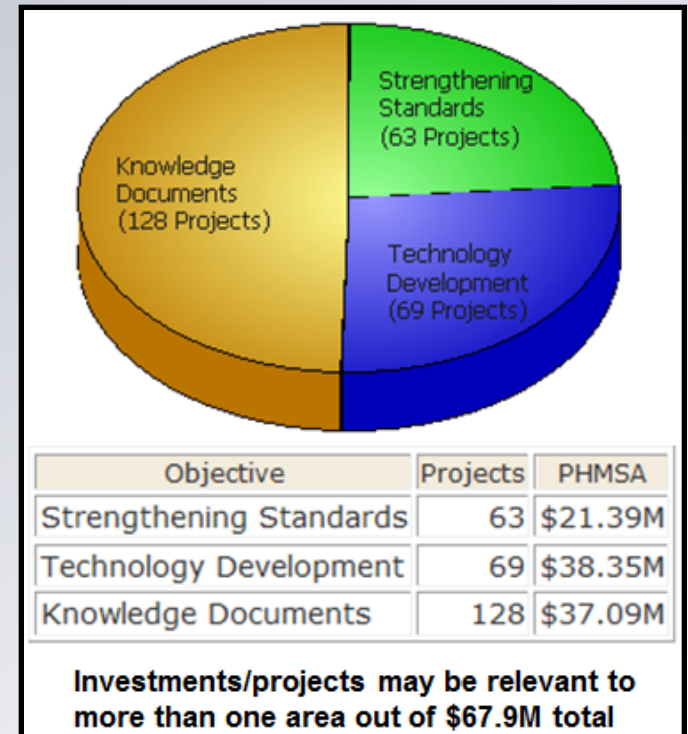 Strengthening
Standards
(63 Projects)
Knowledge
Documents
(128 Projects)
Technology
Development
(69 Projects)
Objective Projects PHMSA
Strengthening Standards 63 $21.39M
Technology Development 69 $38.35M
Knowledge Documents 128 $37.09M
Investments/projects may be relevant to
more than one area out of $67.9M total